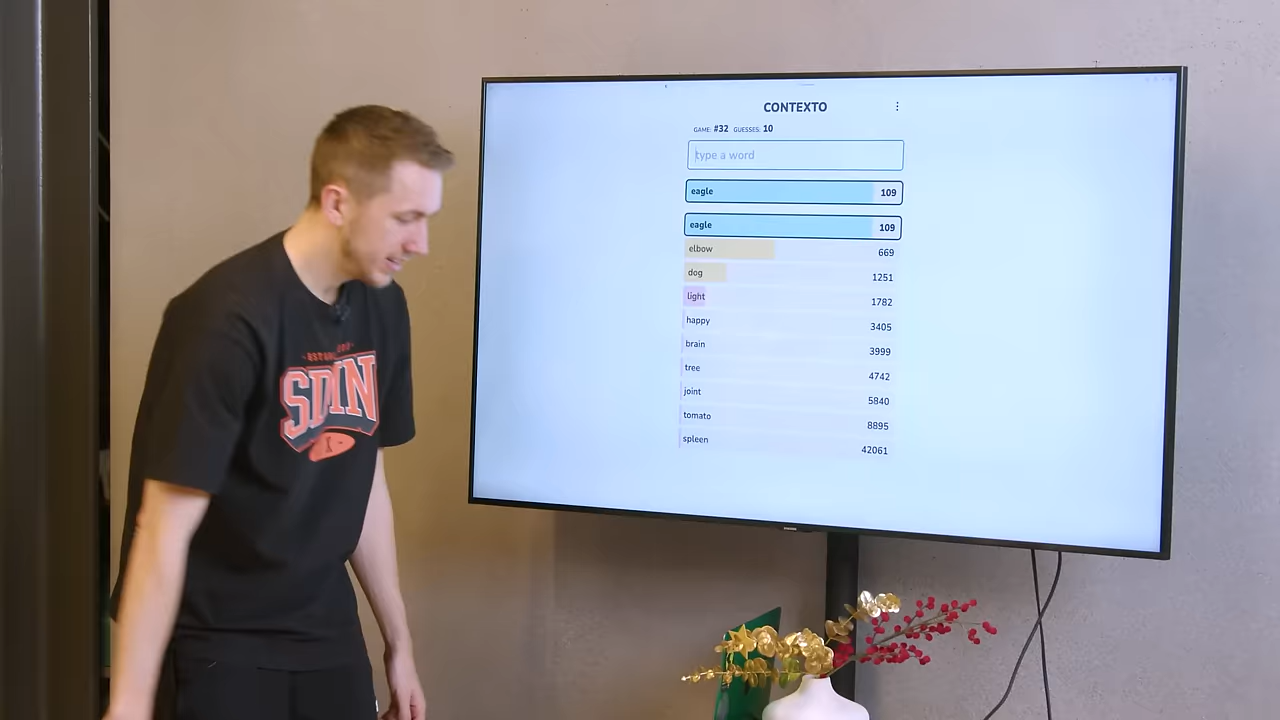 CONTEXTO
GAME: #32 GUESSES: 10
type a word
eagle 109
eagle 109
elbow 669
dog 1251
light 1782
happy 3405
brain 3999
tree 4742
joint 5840
tomato 8895
spleen 42061
SDMN